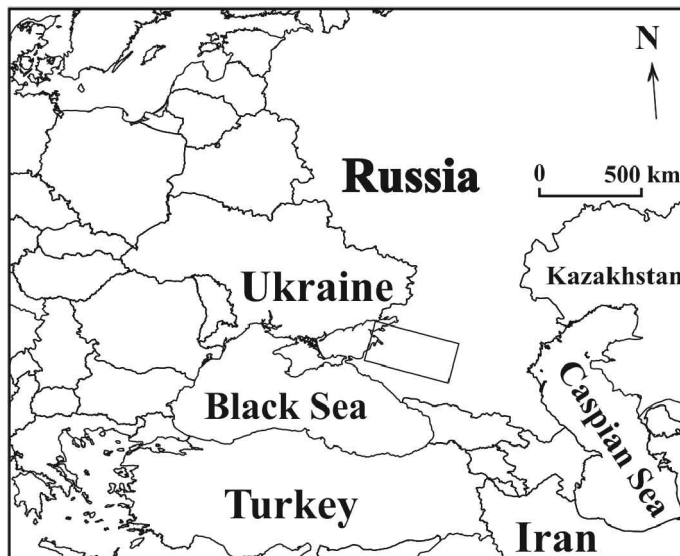 N
0 500 km
Russia
Kazakhstan
Ukraine
Black Sea
Caspian Sea
Turkey
Iran